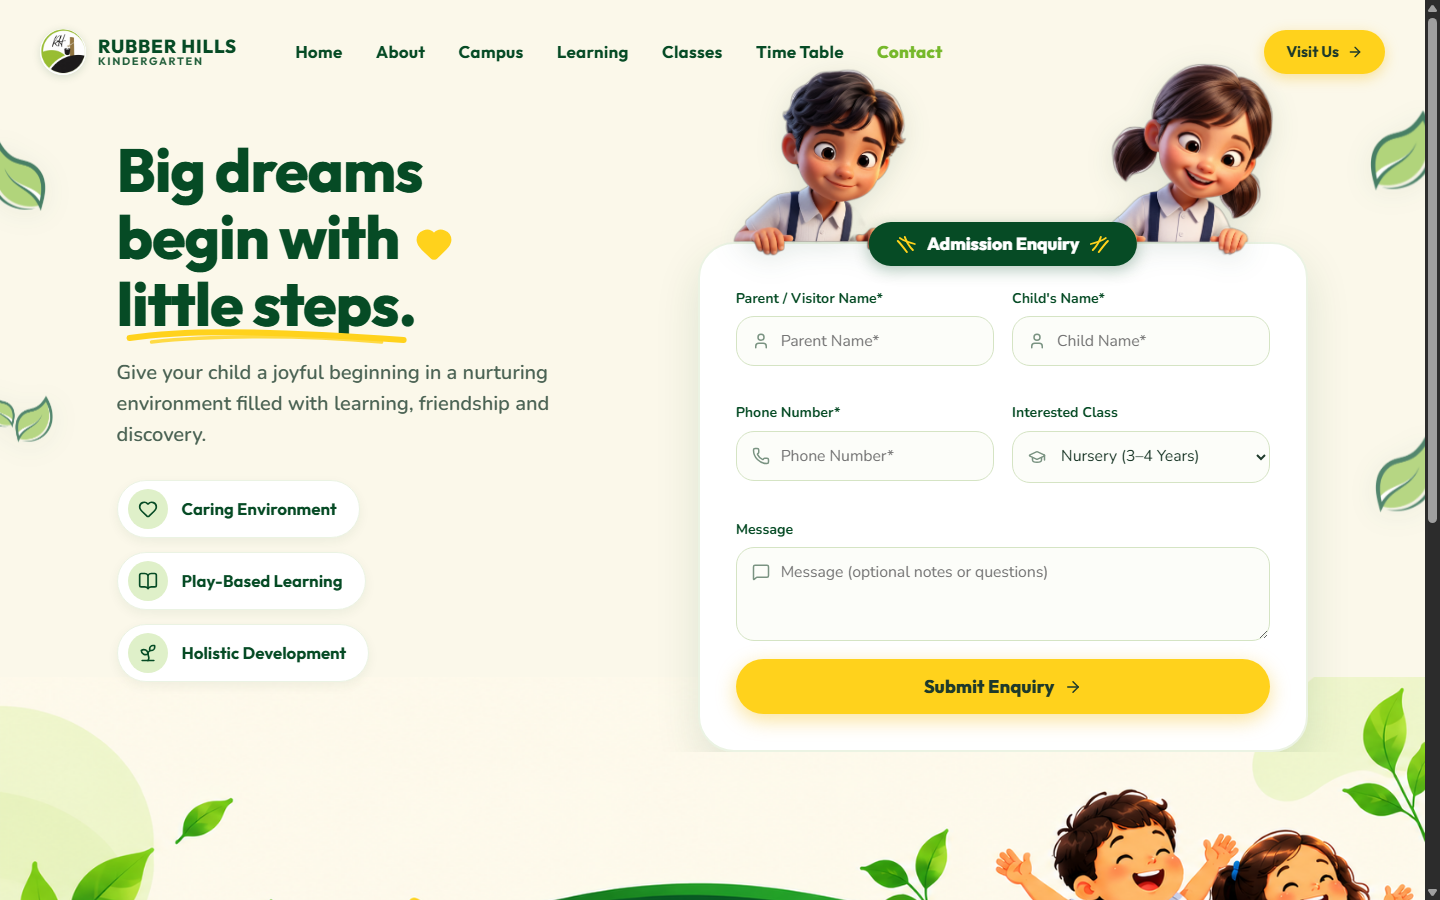 RUBBER HILLS
KINDERGARTEN
Home About Campus Learning Classes Time Table Contact
Visit Us
Big dreams
begin with
little steps.
Give your child a joyful beginning in a nurturing
environment filled with learning, friendship and
discovery.
Caring Environment
Play-Based Learning
Holistic Development
Admission Enquiry
Parent / Visitor Name*
Parent Name*
Child's Name*
Child Name*
Phone Number*
Phone Number*
Interested Class
Nursery (3–4 Years)
Message
Message (optional notes or questions)
Submit Enquiry